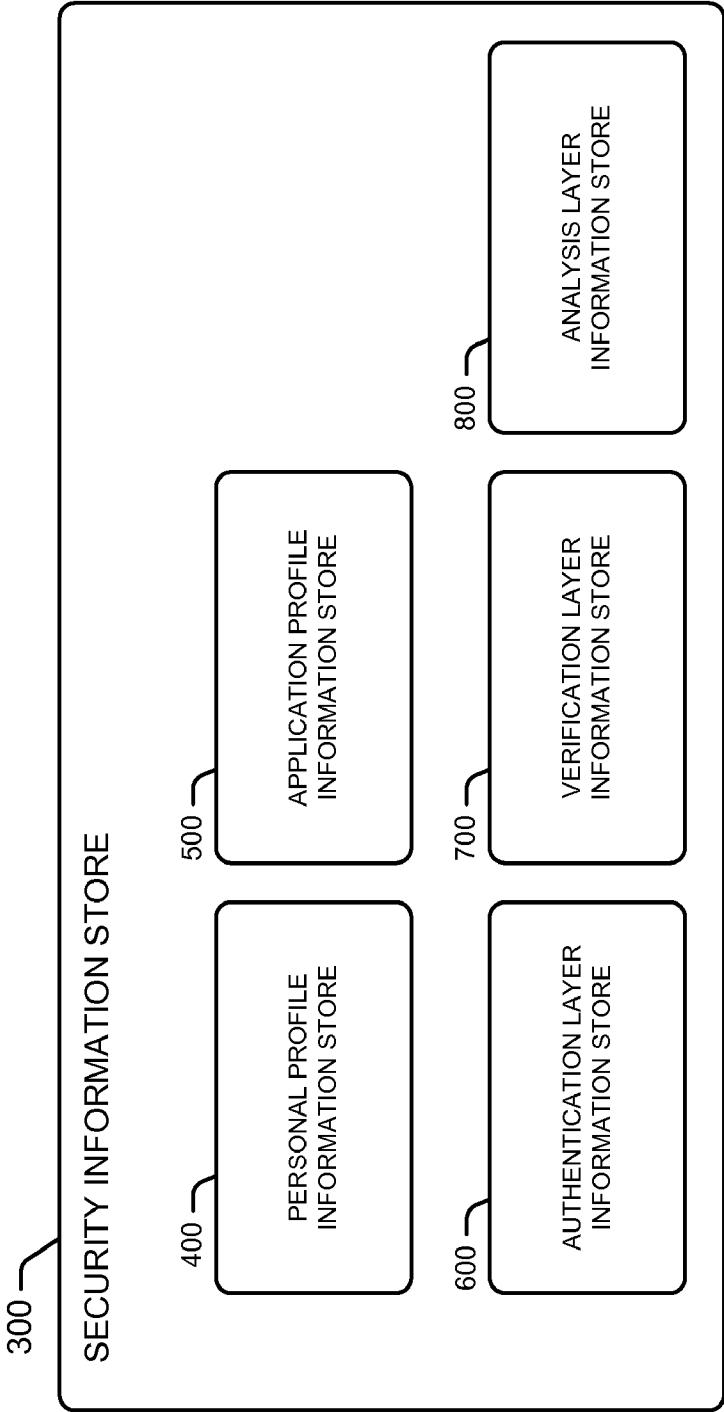 300
SECURITY INFORMATION STORE
400
PERSONAL PROFILE
INFORMATION STORE
500
APPLICATION PROFILE
INFORMATION STORE
600
AUTHENTICATION LAYER
INFORMATION STORE
700
VERIFICATION LAYER
INFORMATION STORE
800
ANALYSIS LAYER
INFORMATION STORE